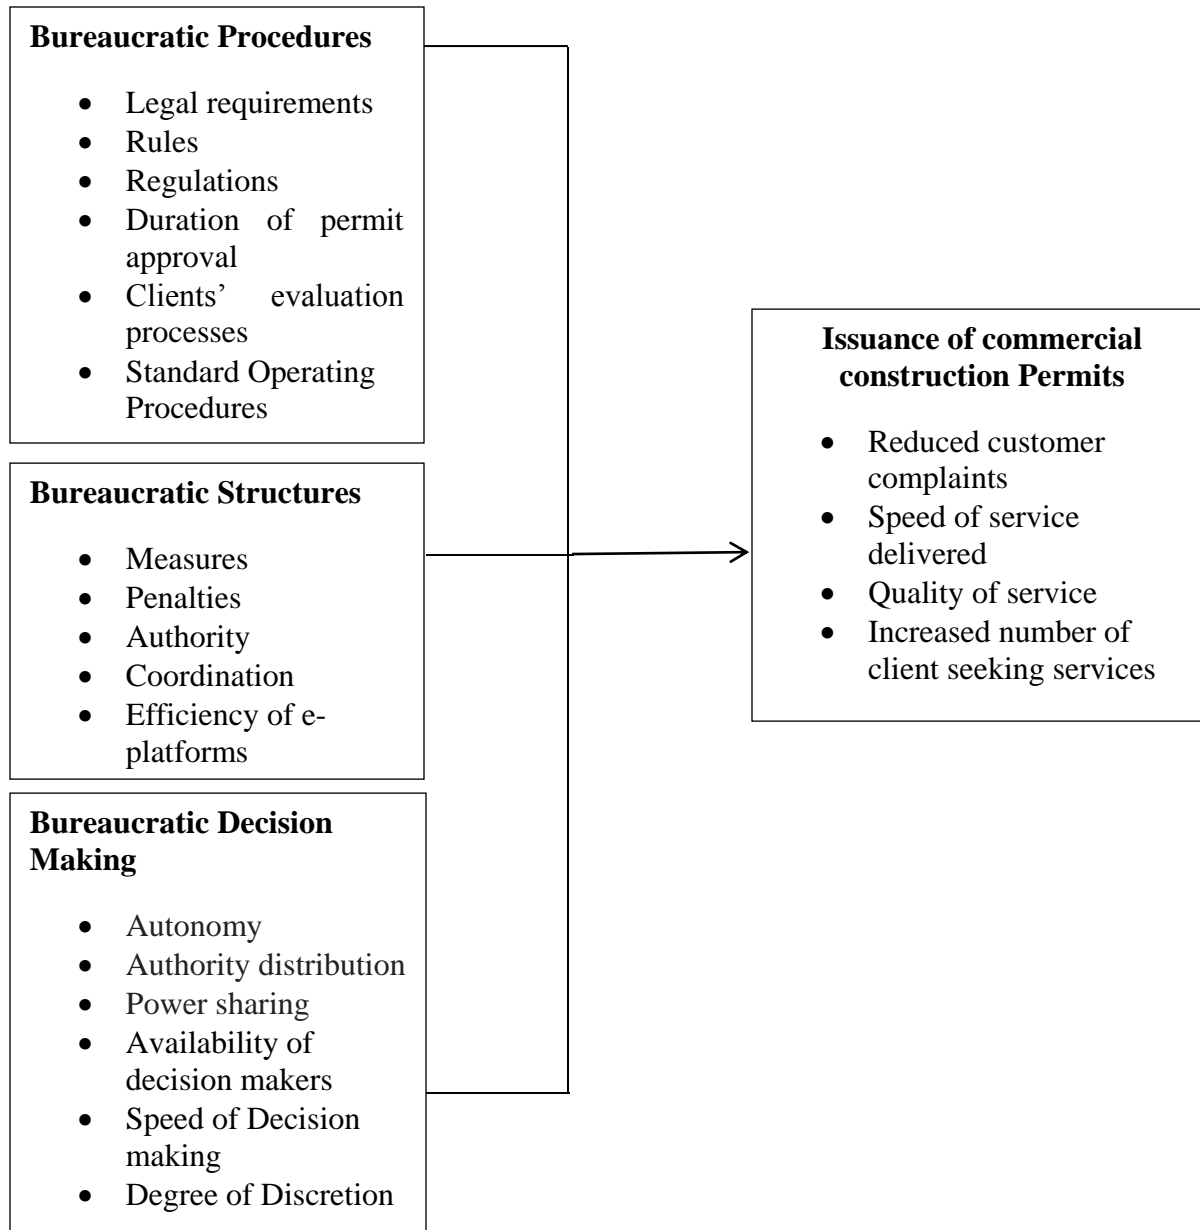 Bureaucratic Procedures
• Legal requirements
• Rules
• Regulations
• Duration of permit
approval
• Clients’ evaluation
processes
• Standard Operating
Procedures
Bureaucratic Structures
• Measures
• Penalties
• Authority
• Coordination
• Efficiency of e-
platforms
Bureaucratic Decision
Making
• Autonomy
• Authority distribution
• Power sharing
• Availability of
decision makers
• Speed of Decision
making
• Degree of Discretion
Issuance of commercial
construction Permits
• Reduced customer
complaints
• Speed of service
delivered
• Quality of service
• Increased number of
client seeking services